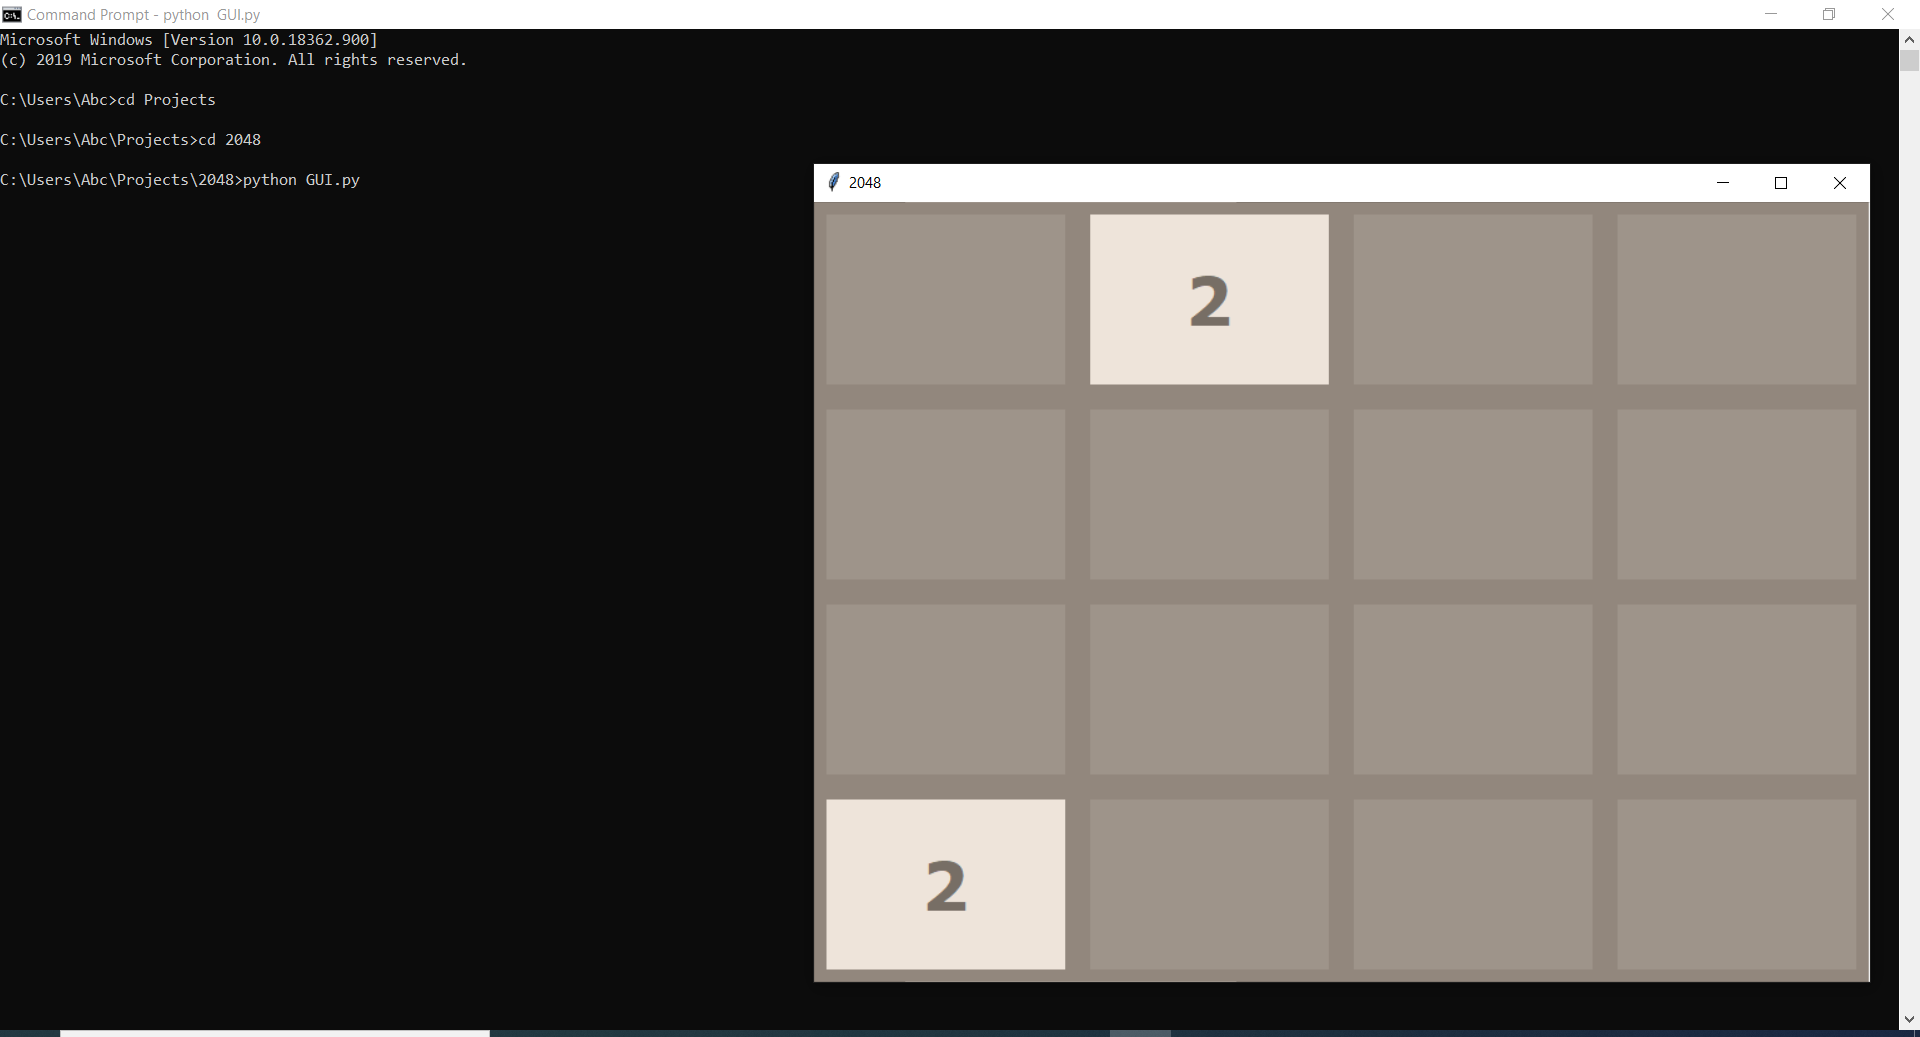 Command Prompt - python  GUI.py
Microsoft Windows [Version 10.0.18362.900]
(c) 2019 Microsoft Corporation. All rights reserved.
C:\Users\Abc>cd Projects
C:\Users\Abc\Projects>cd 2048
C:\Users\Abc\Projects\2048>python GUI.py
2048
2
2